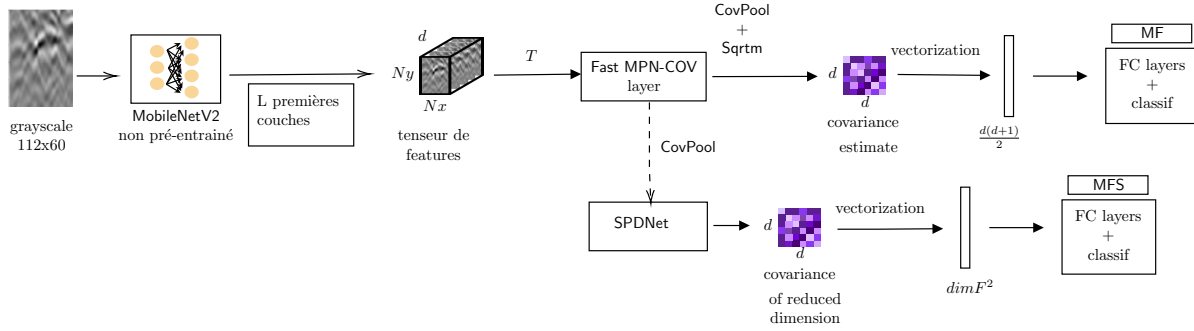 grayscale
112x60
MobileNetV2
non pré-entrainé
L premières
couches
d
Ny
Nx
tenseur de
features
T
Fast MPN-COV
layer
CovPool
+
Sqrtm
d
d
covariance
estimate
vectorization
d(d+1)
2
MF
FC layers
+
classif
CovPool
SPDNet
d
d
covariance
of reduced
dimension
vectorization
dimF²
MFS
FC layers
+
classif